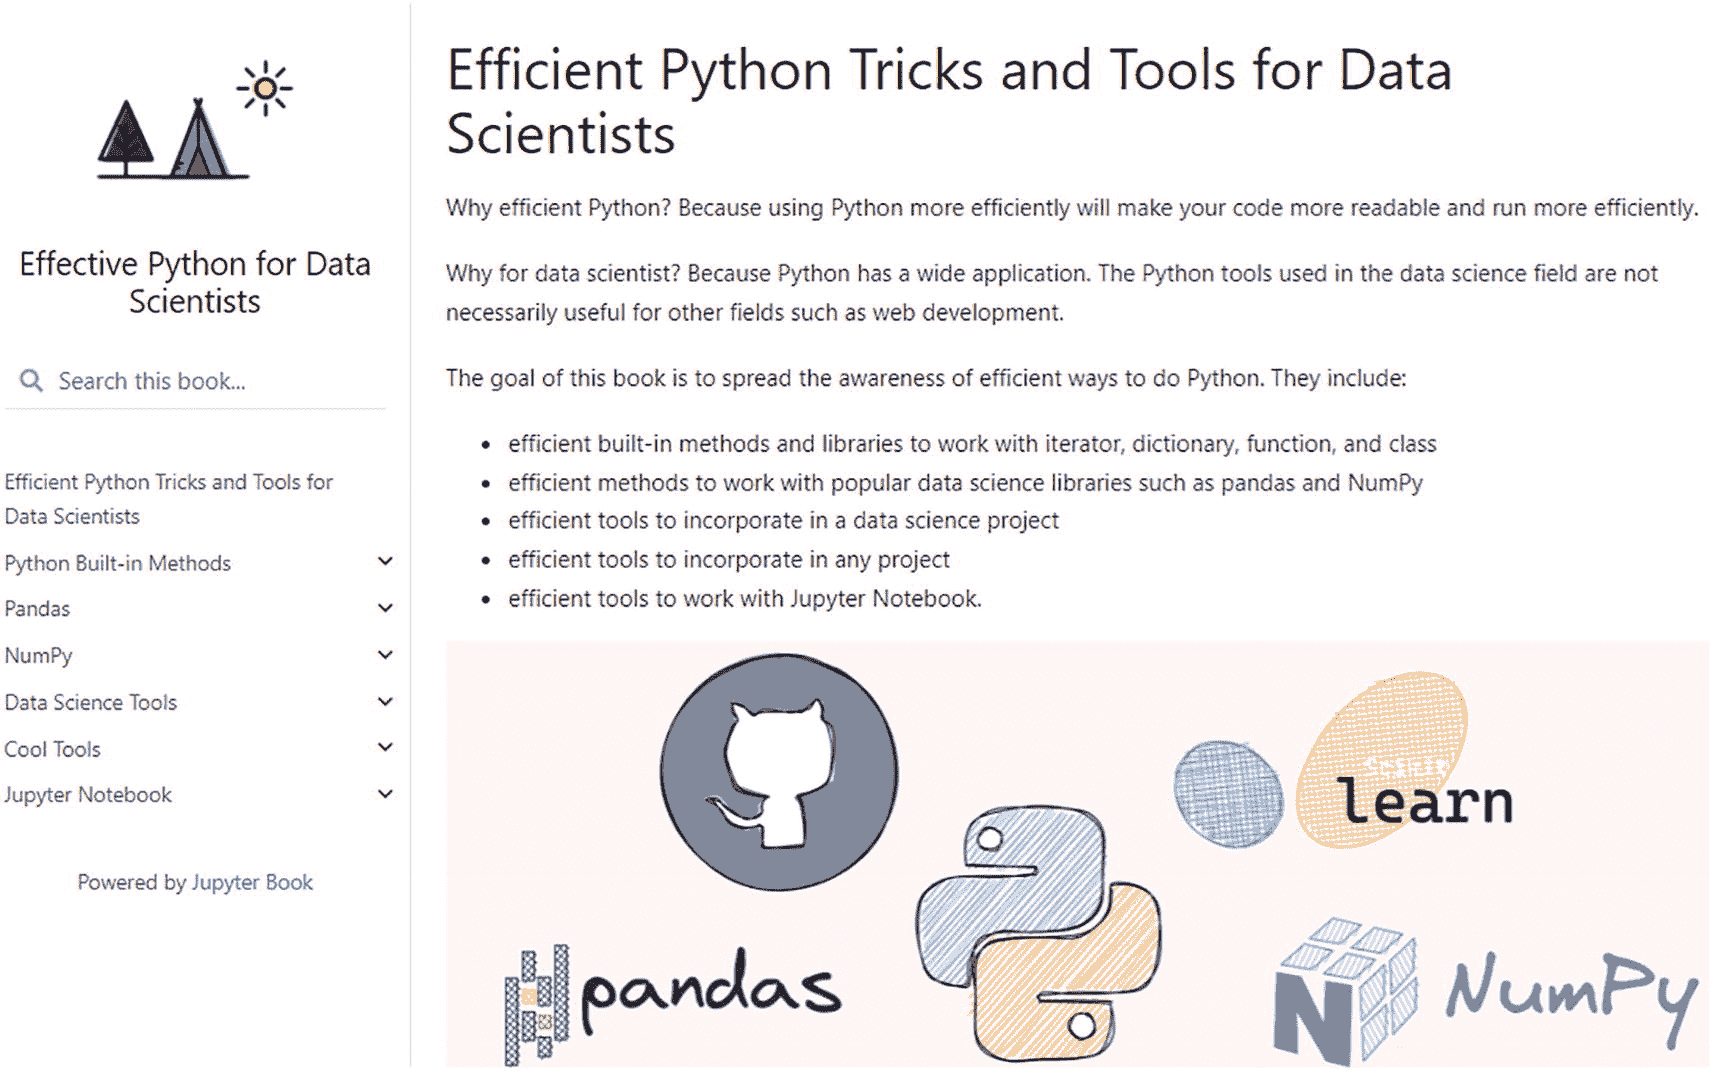 Effective Python for Data
Scientists
Search this book...
Efficient Python Tricks and Tools for
Data Scientists
Python Built-in Methods
Pandas
NumPy
Data Science Tools
Cool Tools
Jupyter Notebook
Powered by Jupyter Book
Efficient Python Tricks and Tools for Data
Scientists
Why efficient Python? Because using Python more efficiently will make your code more readable and run more efficiently.
Why for data scientist? Because Python has a wide application. The Python tools used in the data science field are not
necessarily useful for other fields such as web development.
The goal of this book is to spread the awareness of efficient ways to do Python. They include:
• efficient built-in methods and libraries to work with iterator, dictionary, function, and class
• efficient methods to work with popular data science libraries such as pandas and NumPy
• efficient tools to incorporate in a data science project
• efficient tools to incorporate in any project
• efficient tools to work with Jupyter Notebook.
learn
pandas
N NumPy